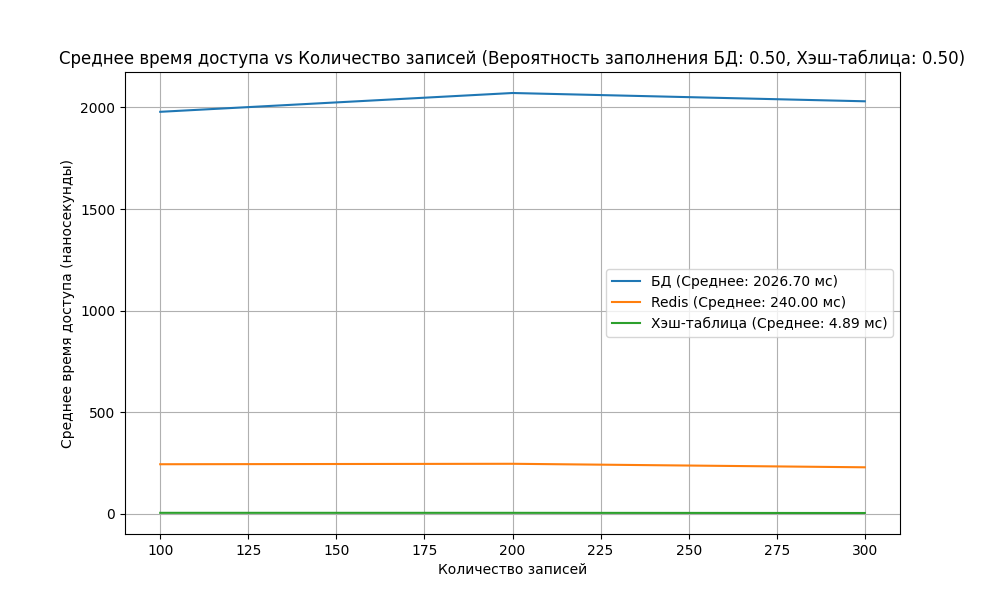 Среднее время доступа vs Количество записей (Вероятность заполнения БД: 0.50, Хэш-таблица: 0.50)
2000
1500
1000
500
0
Среднее время доступа (наносекунды)
БД (Среднее: 2026.70 мс)
Redis (Среднее: 240.00 мс)
Хэш-таблица (Среднее: 4.89 мс)
100 125 150 175 200 225 250 275 300
Количество записей